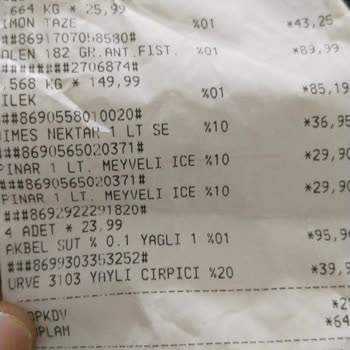 664 KG * 25,99
IMON TAZE %01 *43,25
###8691707058580#
OLEN 182 GR.ANT.FIST. %01 *89,99
#######2706874#
568 KG * 149,99
ILEK %01 *85,19
###8690558010020#
DIMES NEKTAR 1 LT SE %10 *36,95
###8690565020371#
PINAR 1 LT. MEYVELI ICE %10 *29,90
###8690565020371#
PINAR 1 LT. MEYVELI ICE %10 *29,90
###8692922291820#
4 ADET * 23,99
AKBEL SUT % 0.1 YAGLI 1 %01 *95,96
###8699303353252#
URVE 3103 YAYLI CIRPICI %20 *39,9
OPKDV *2
OPLAM *64